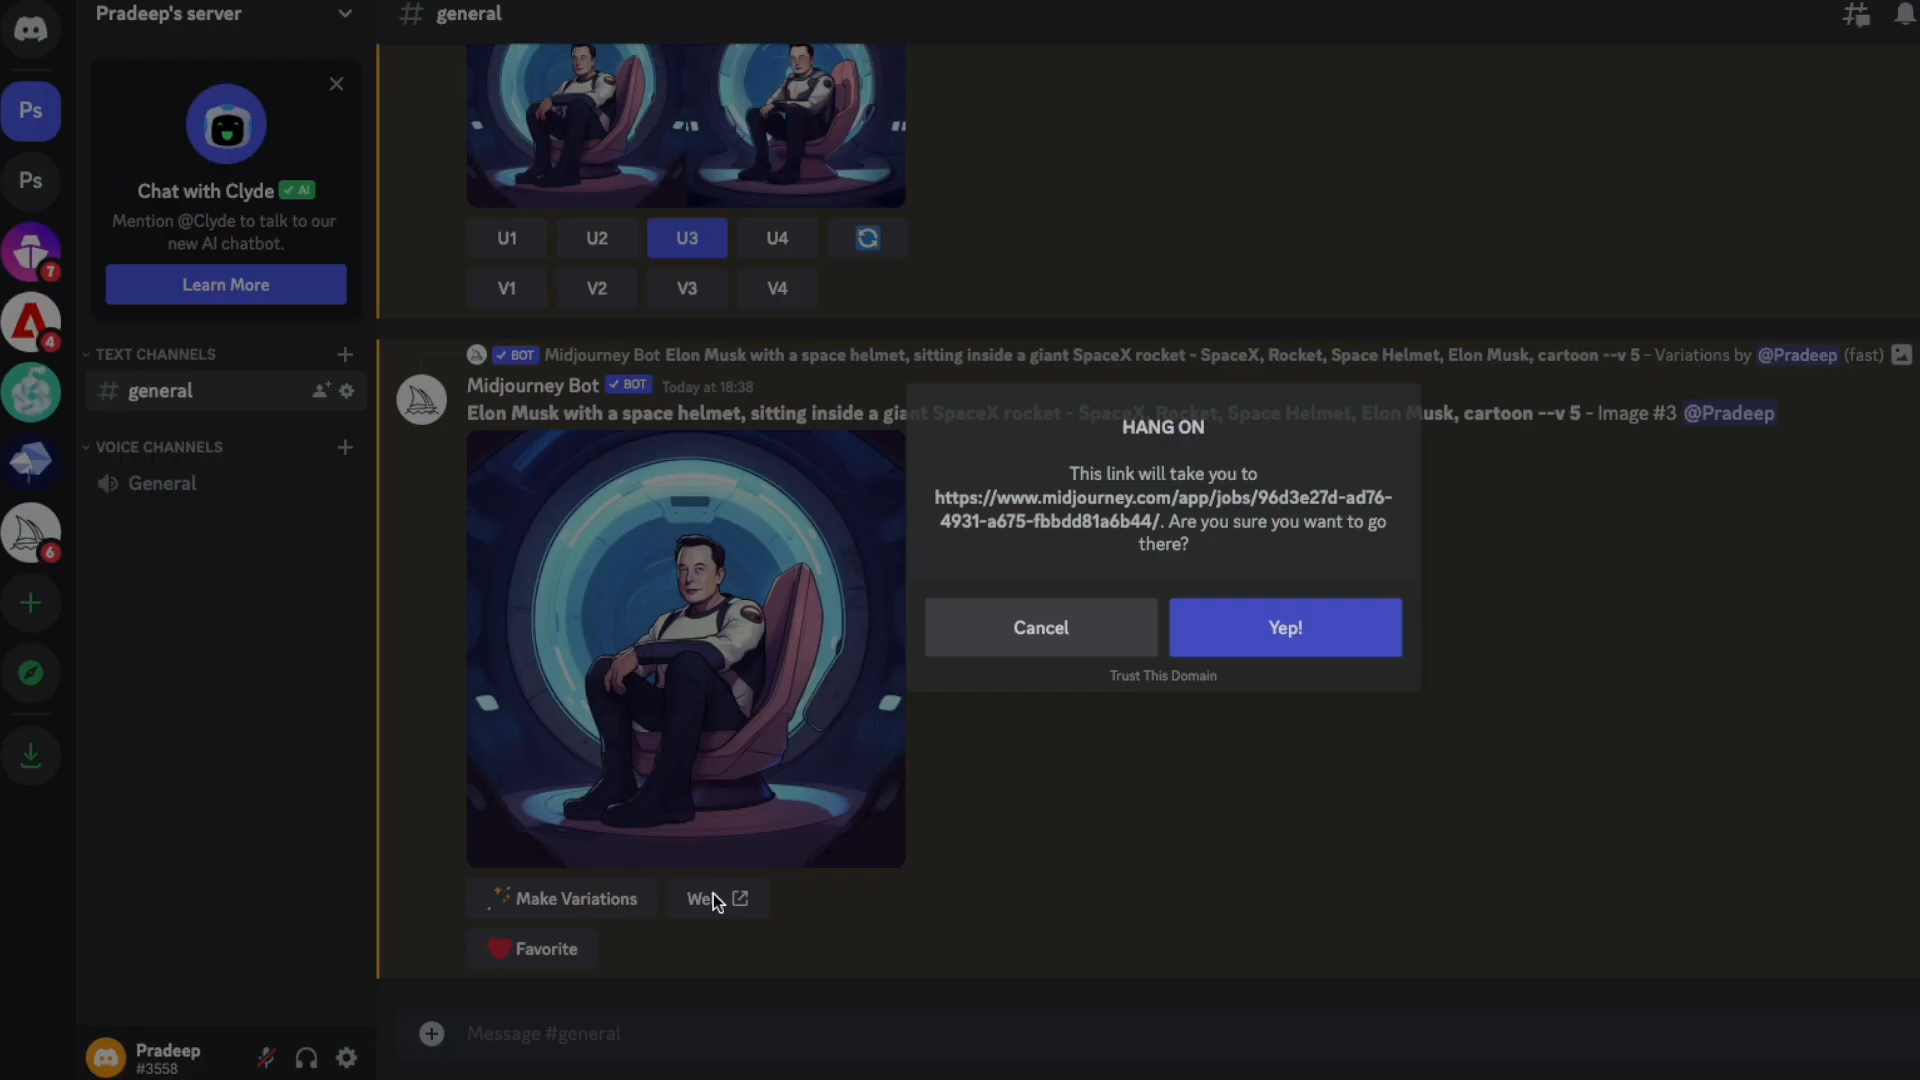 Pradeep's server
general
Ps
Ps
7
4
6
Chat with Clyde ✓ AI
Mention @Clyde to talk to our
new AI chatbot.
Learn More
TEXT CHANNELS
general
VOICE CHANNELS
General
Pradeep
#3558
U1 U2 U3 U4
V1 V2 V3 V4
✓ BOT Midjourney Bot Elon Musk with a space helmet, sitting inside a giant SpaceX rocket - SpaceX, Rocket, Space Helmet, Elon Musk, cartoon --v 5 - Variations by @Pradeep (fast)
Midjourney Bot ✓ BOT Today at 18:38
Elon Musk with a space helmet, sitting inside a giant SpaceX rocket - SpaceX, Rocket, Space Helmet, Elon Musk, cartoon --v 5 - Image #3 @Pradeep
HANG ON
This link will take you to
https://www.midjourney.com/app/jobs/96d3e27d-ad76-
4931-a675-fbbdd81a6b44/. Are you sure you want to go
there?
Cancel Yep!
Trust This Domain
Make Variations
Favorite
Message #general